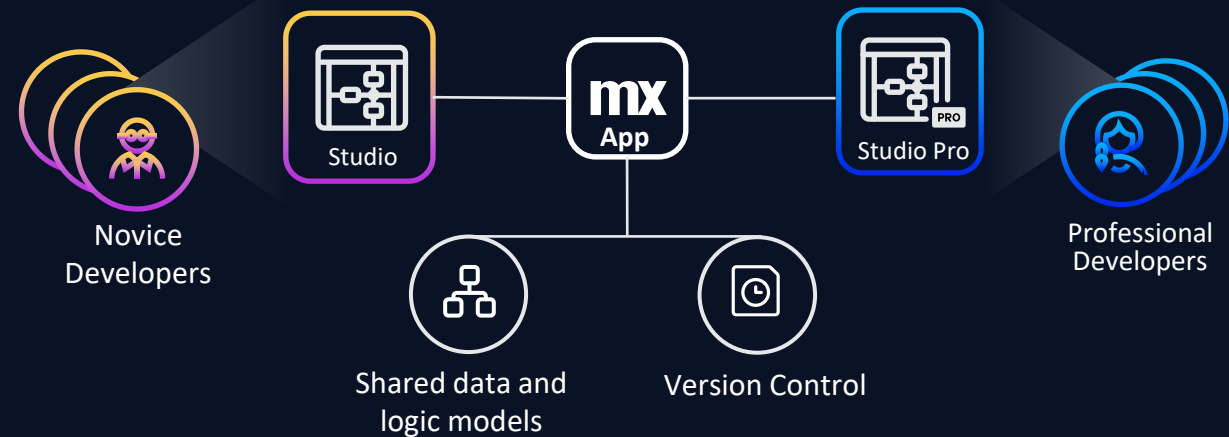 Studio
mx
App
PRO
Studio Pro
Novice
Developers
Professional
Developers
Shared data and
logic models
Version Control